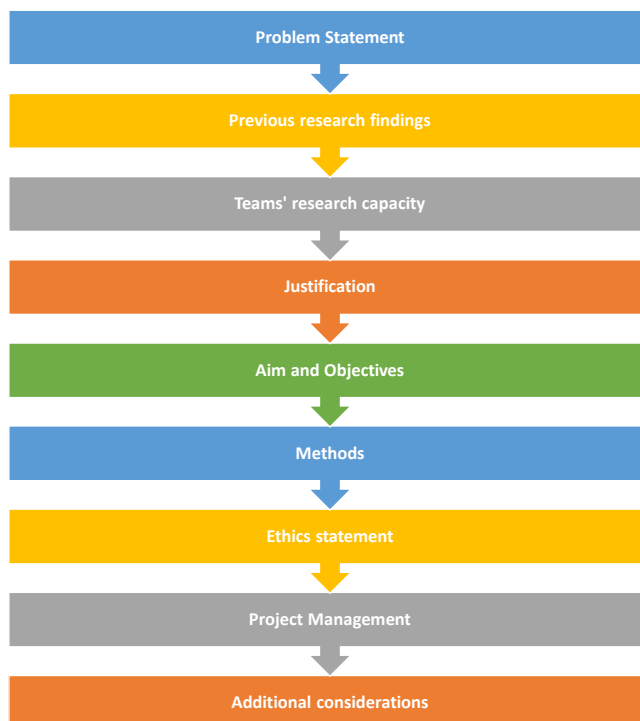 Problem Statement
Previous research findings
Teams' research capacity
Justification
Aim and Objectives
Methods
Ethics statement
Project Management
Additional considerations